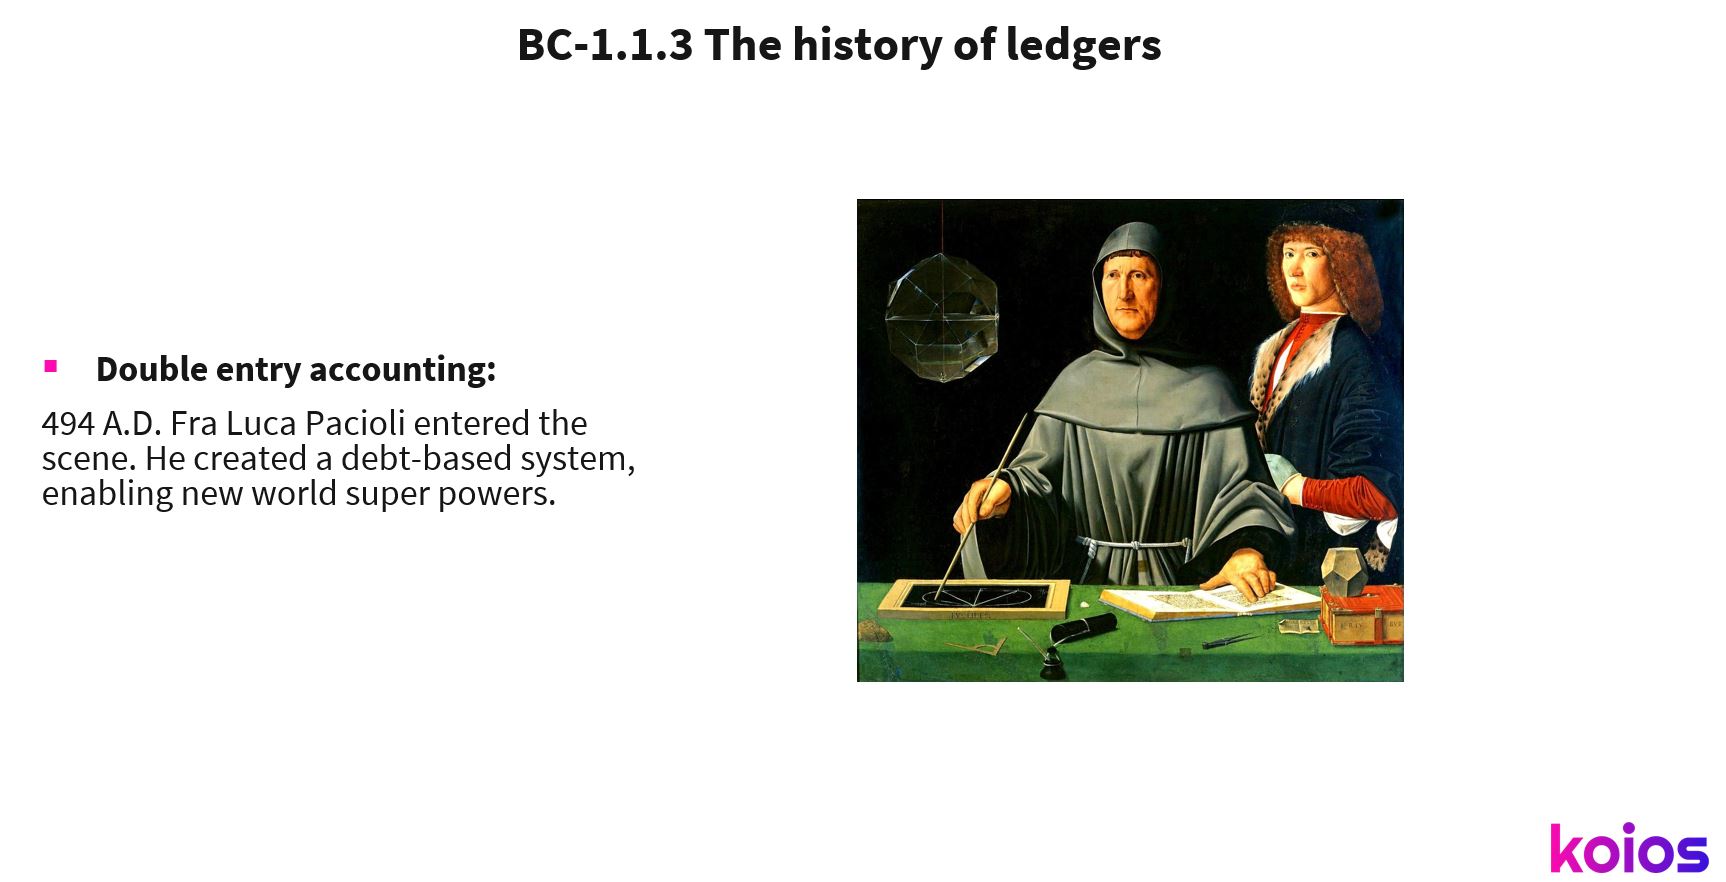 BC-1.1.3 The history of ledgers
Double entry accounting:
494 A.D. Fra Luca Pacioli entered the
scene. He created a debt-based system,
enabling new world super powers.
koios